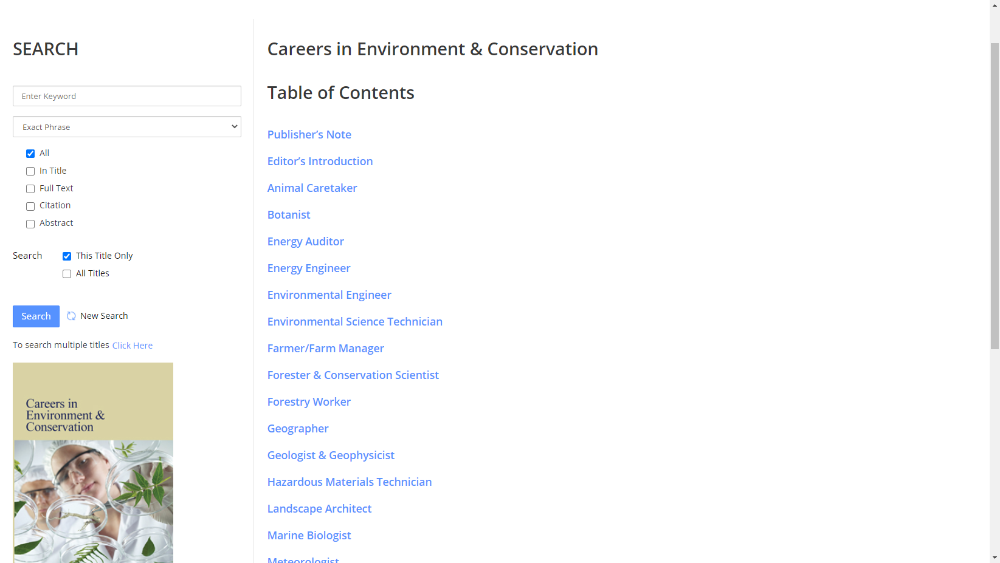 SEARCH
Enter Keyword
Exact Phrase
All
In Title
Full Text
Citation
Abstract
Search
This Title Only
All Titles
Search
New Search
To search multiple titles Click Here
Careers in
Environment &
Conservation
Careers in Environment & Conservation
Table of Contents
Publisher’s Note
Editor’s Introduction
Animal Caretaker
Botanist
Energy Auditor
Energy Engineer
Environmental Engineer
Environmental Science Technician
Farmer/Farm Manager
Forester & Conservation Scientist
Forestry Worker
Geographer
Geologist & Geophysicist
Hazardous Materials Technician
Landscape Architect
Marine Biologist
Meteorologist